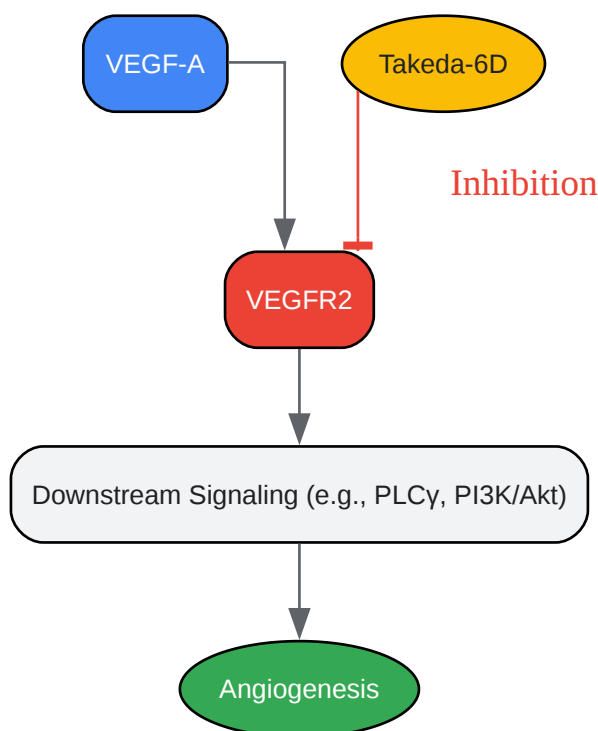 VEGF-A
Takeda-6D
Inhibition
VEGFR2
Downstream Signaling (e.g., PLCγ, PI3K/Akt)
Angiogenesis